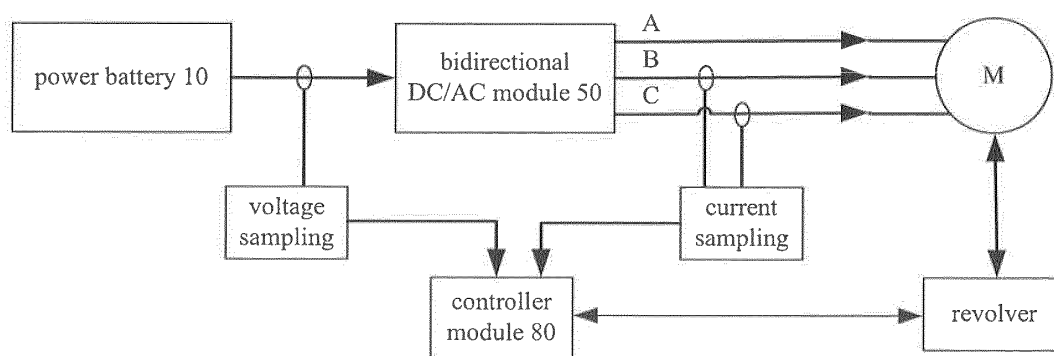 power battery 10
bidirectional
DC/AC module 50
A
B
C
M
voltage
sampling
current
sampling
controller
module 80
revolver